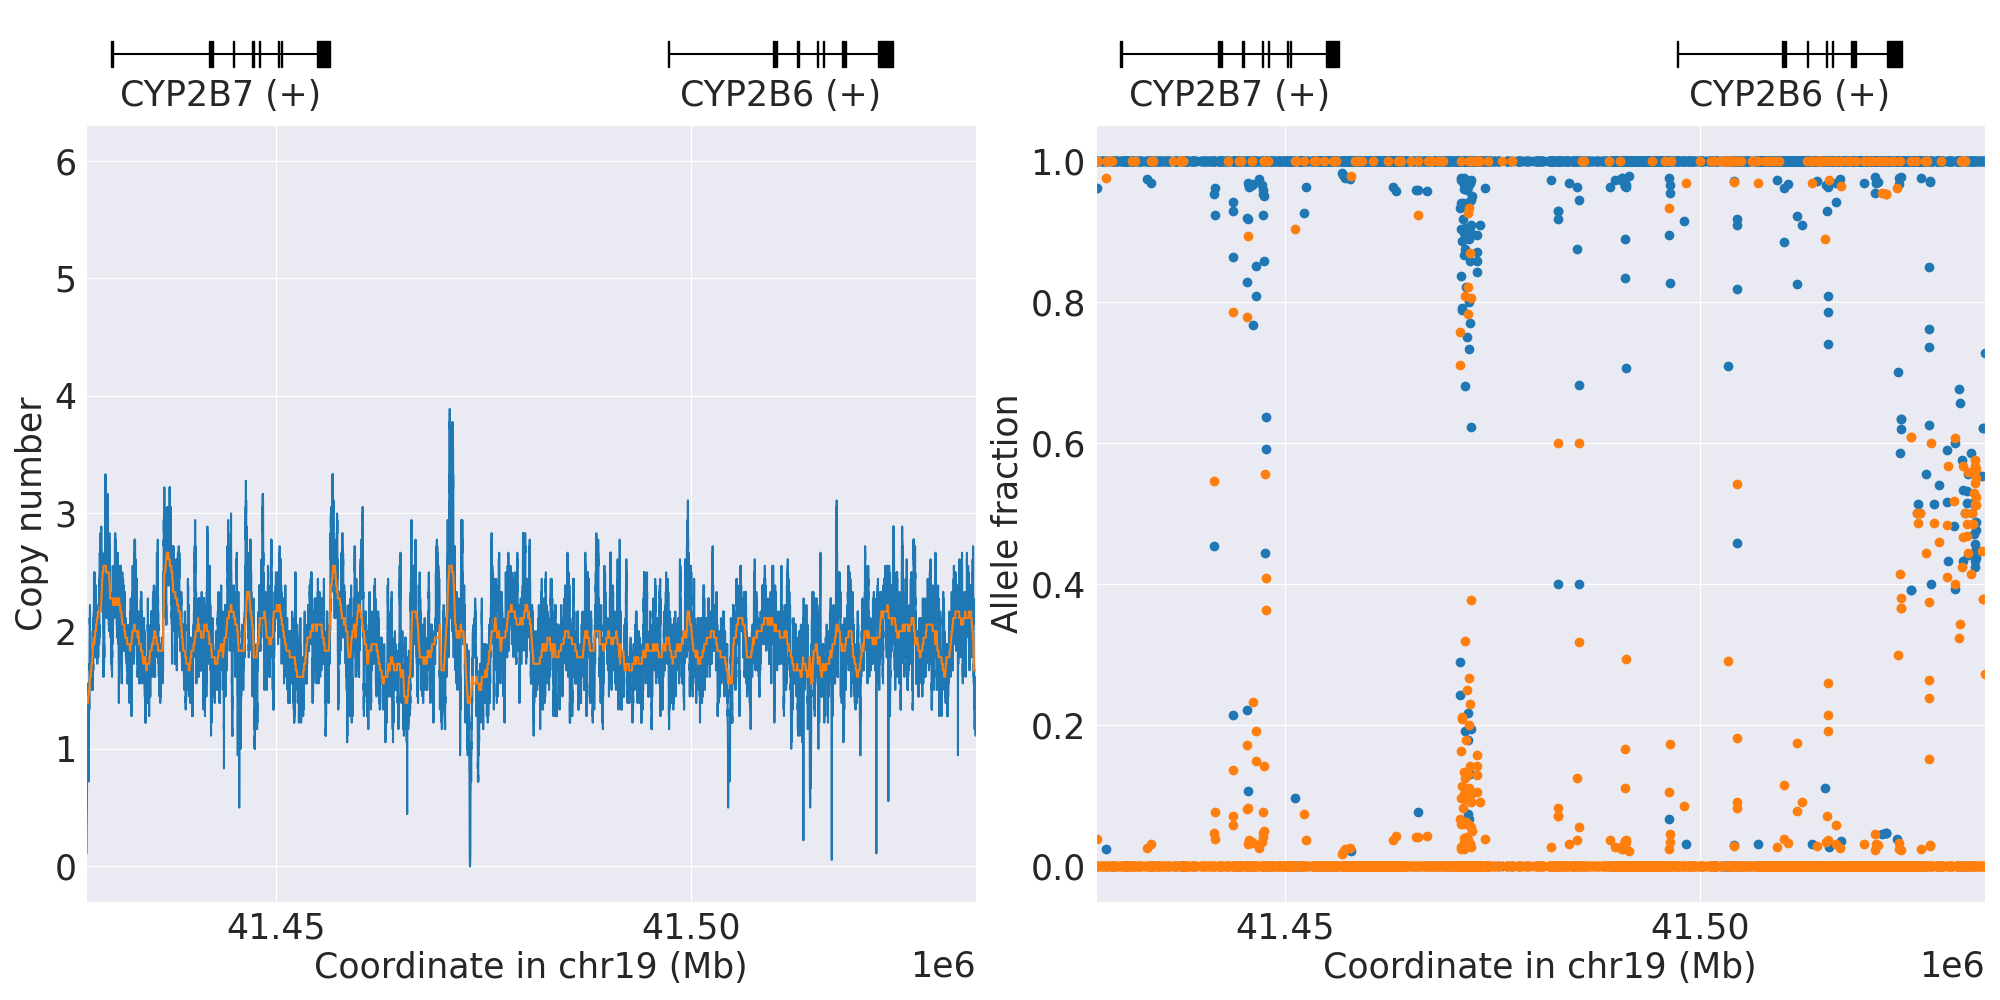 CYP2B7 (+)
CYP2B6 (+)
6
5
4
3
2
1
0
Copy number
41.45
41.50
Coordinate in chr19 (Mb)
1e6
CYP2B7 (+)
CYP2B6 (+)
1.0
0.8
0.6
0.4
0.2
0.0
Allele fraction
41.45
41.50
Coordinate in chr19 (Mb)
1e6